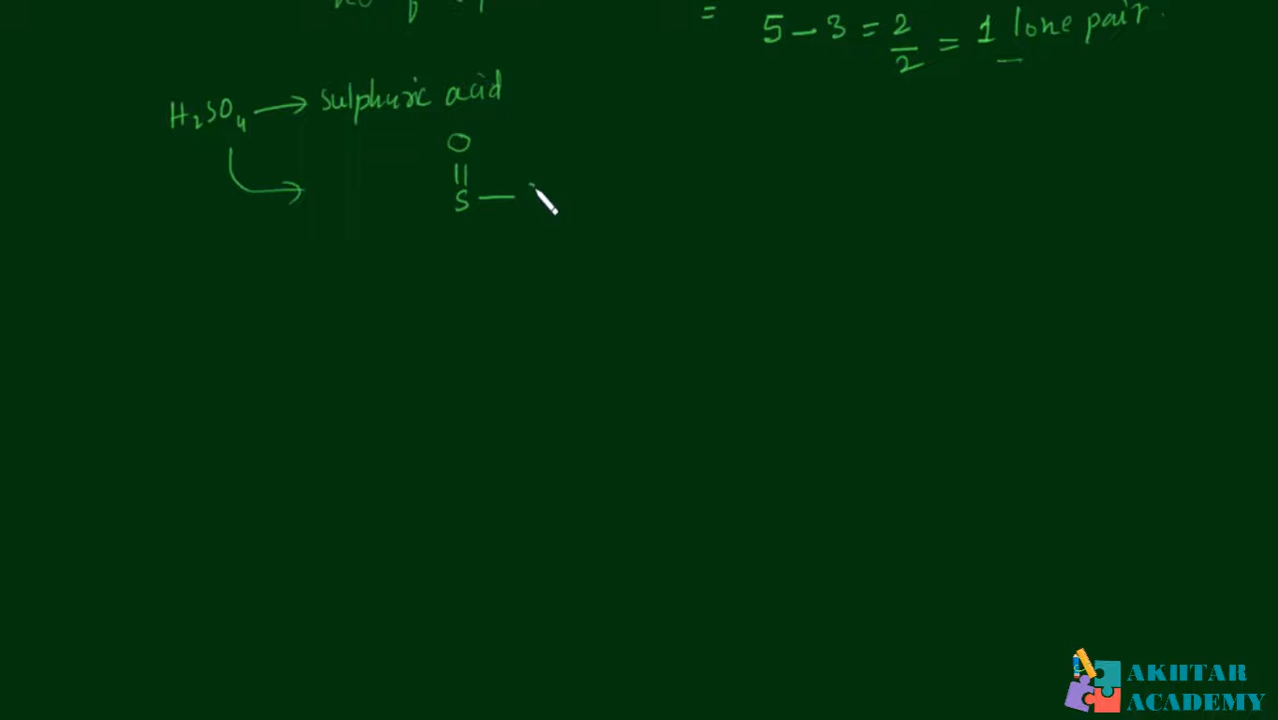 = 5 - 3 = 2/2 = 1 lone pair.
H₂SO₄ → sulphuric acid
O
||
S —
AKHTAR
ACADEMY